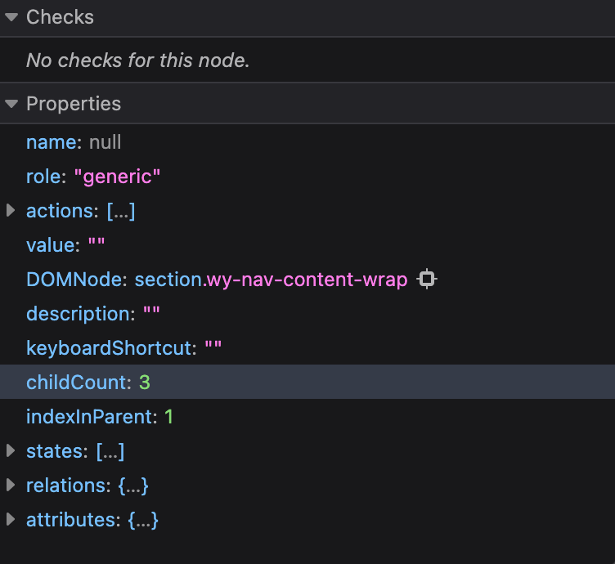 Checks
No checks for this node.
Properties
name: null
role: "generic"
actions: […]
value: ""
DOMNode: section.wy-nav-content-wrap
description: ""
keyboardShortcut: ""
childCount: 3
indexInParent: 1
states: […]
relations: {…}
attributes: {…}